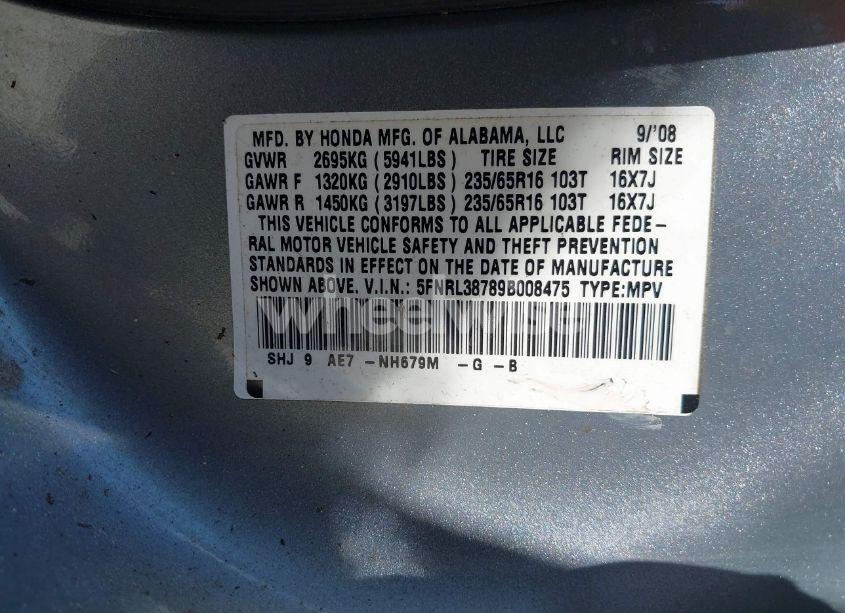 MFD. BY HONDA MFG. OF ALABAMA, LLC 9/'08
GVWR 2695KG (5941LBS) TIRE SIZE RIM SIZE
GAWR F 1320KG (2910LBS) 235/65R16 103T 16X7J
GAWR R 1450KG (3197LBS) 235/65R16 103T 16X7J
THIS VEHICLE CONFORMS TO ALL APPLICABLE FEDE-
RAL MOTOR VEHICLE SAFETY AND THEFT PREVENTION
STANDARDS IN EFFECT ON THE DATE OF MANUFACTURE
SHOWN ABOVE. V.I.N.: 5FNRL38789B008475 TYPE:MPV
wheelwise
SHJ 9 AE7 -NH679M -G -B